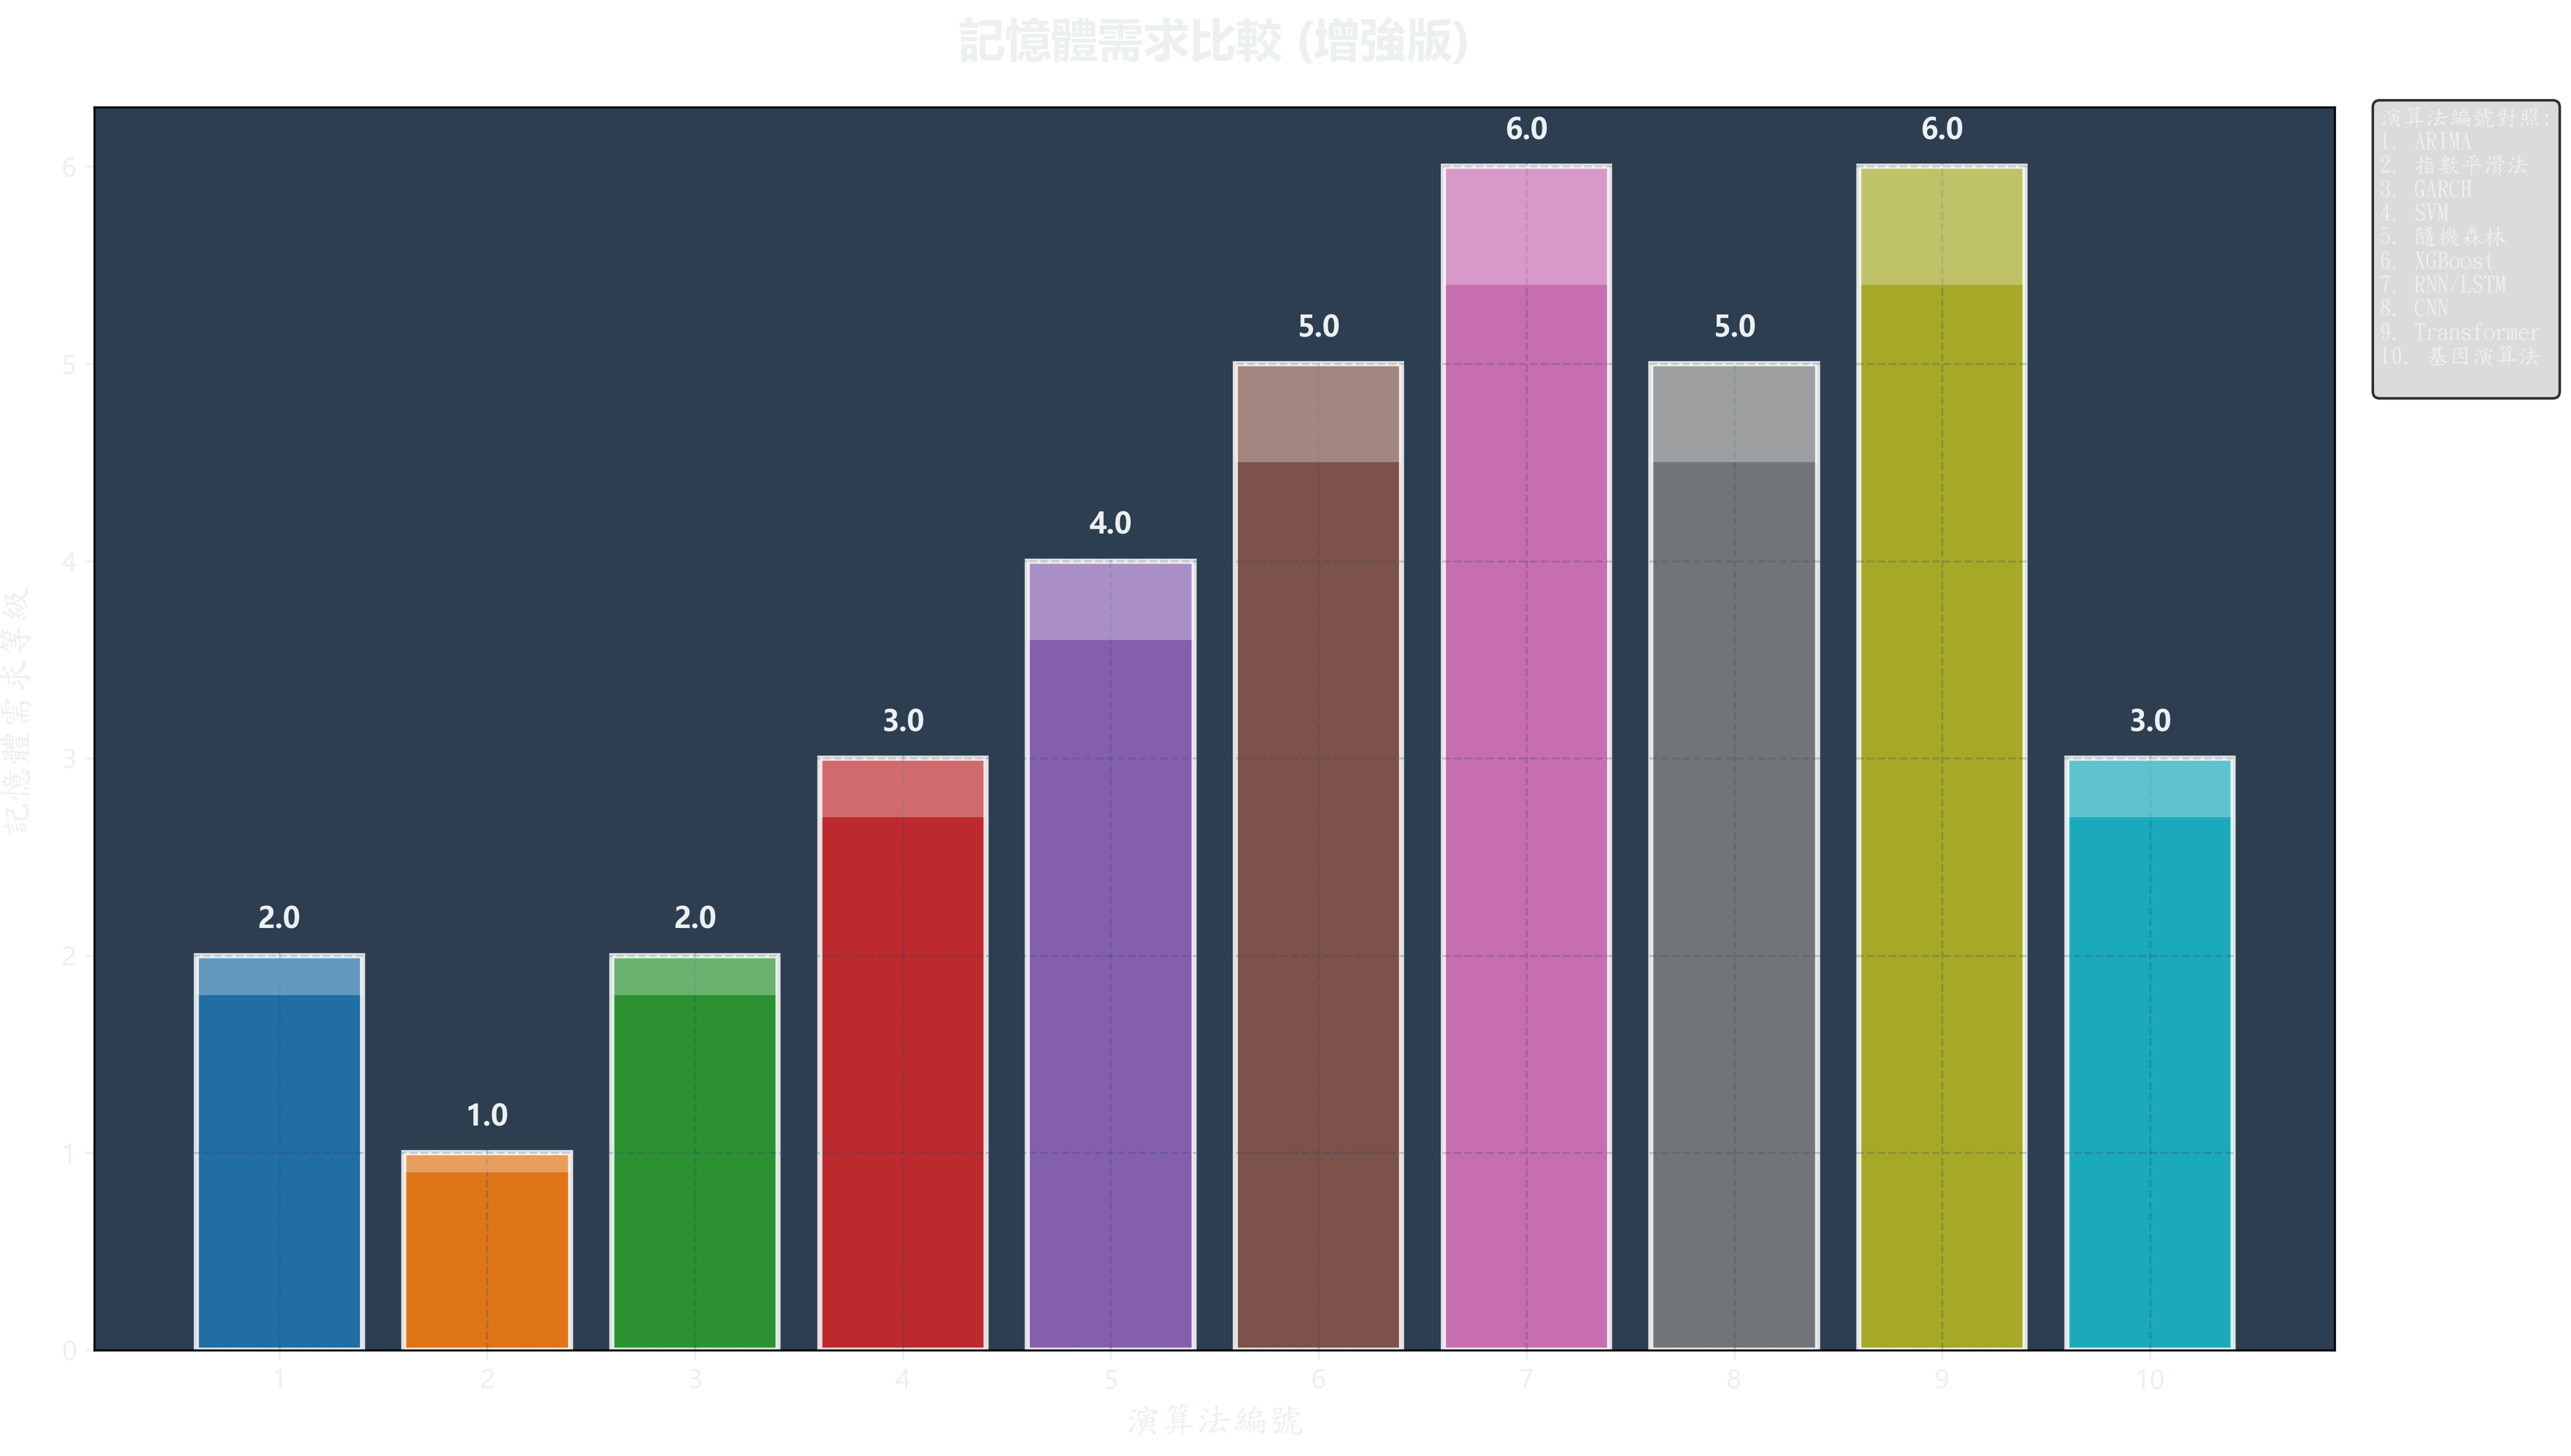 記憶體需求比較 (增強版)
演算法編號對照:
1. ARIMA
2. 指數平滑法
3. GARCH
4. SVM
5. 隨機森林
6. XGBoost
7. RNN/LSTM
8. CNN
9. Transformer
10. 基因演算法
記憶體需求等級
6
5
4
3
2
1
0
2.0
1.0
2.0
3.0
4.0
5.0
6.0
5.0
6.0
3.0
1 2 3 4 5 6 7 8 9 10
演算法編號